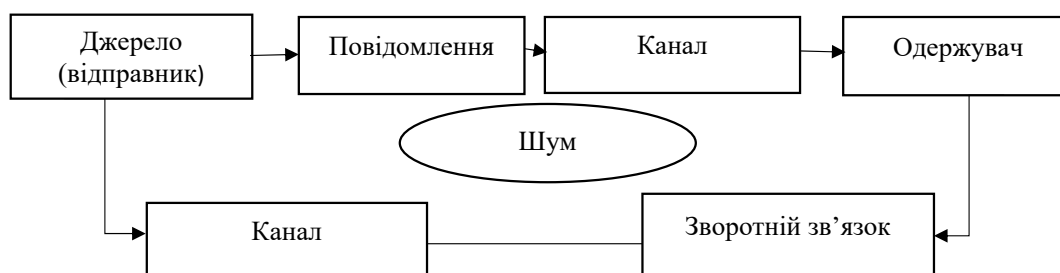 Джерело
(відправник)
Повідомлення
Канал
Одержувач
Шум
Канал
Зворотній зв’язок